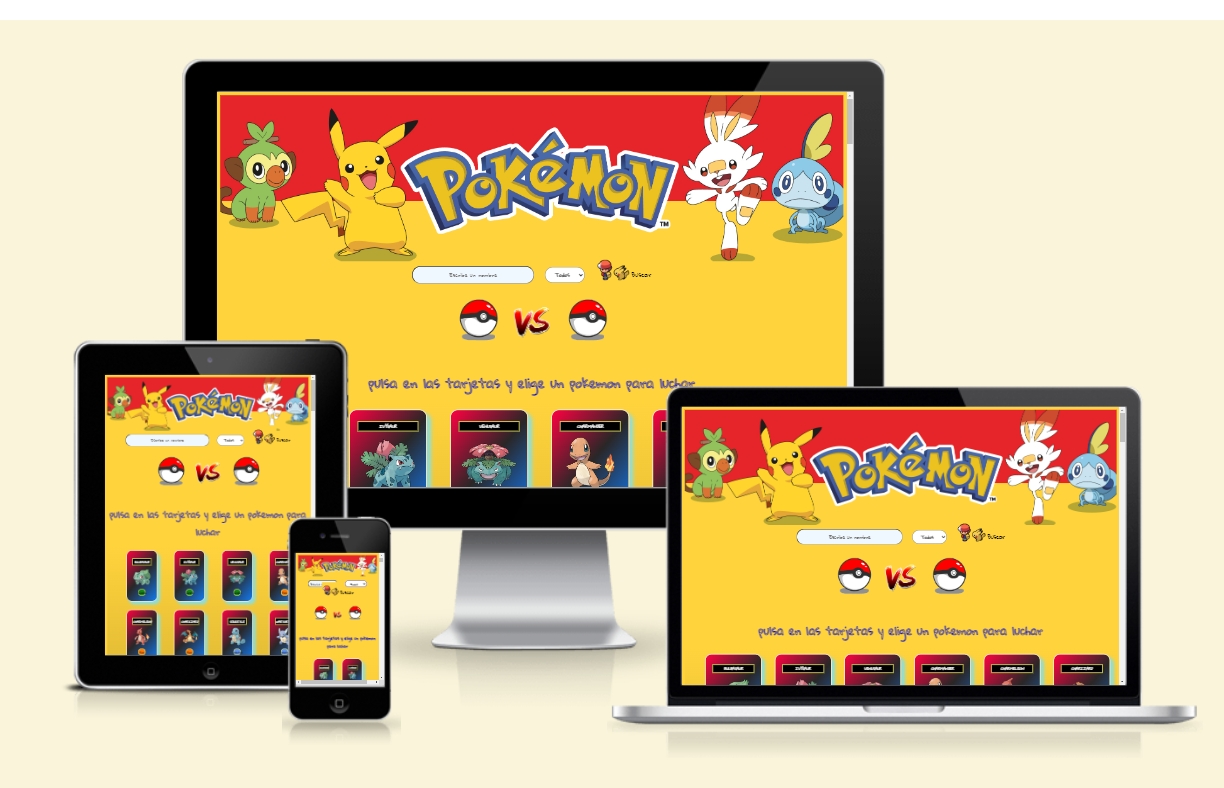 POKÉMON
TM
Escribe un nombre
Todos
Buscar
VS
pulsa en las tarjetas y elige un pokemon para luchar
IVYSAUR
VENUSAUR
CHARMANDER
POKÉMON
Escribe un nombre
Todos
Buscar
VS
pulsa en las tarjetas y elige un pokemon para
luchar
BULBASAUR
IVYSAUR
VENUSAUR
CHARMELEON
CHARIZARD
SQUIRTLE
POKÉMON
Buscar
VS
pulsa en las tarjetas y elige un pokemon
para luchar
POKÉMON
TM
Escribe un nombre
Todos
Buscar
VS
pulsa en las tarjetas y elige un pokemon para luchar
BULBASAUR
IVYSAUR
VENUSAUR
CHARMANDER
CHARMELEON
CHARIZARD